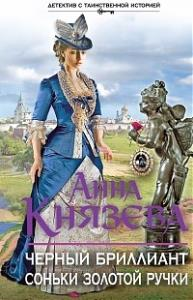 ДЕТЕКТИВ С ТАИНСТВЕННОЙ ИСТОРИЕЙ
АННА
КНЯЗЕВА
ЧЕРНЫЙ БРИЛЛИАНТ
СОНЬКИ ЗОЛОТОЙ РУЧКИ